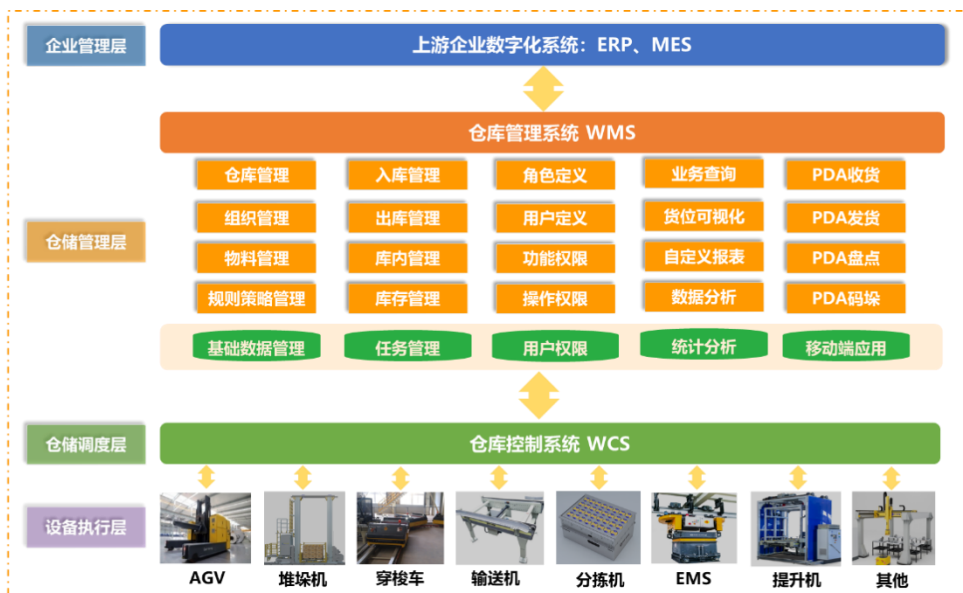 企业管理层
上游企业数字化系统：ERP、MES
仓库管理系统 WMS
仓储管理层
仓库管理
入库管理
角色定义
业务查询
PDA收货
组织管理
出库管理
用户定义
货位可视化
PDA发货
物料管理
库内管理
功能权限
自定义报表
PDA盘点
规则策略管理
库存管理
操作权限
数据分析
PDA码垛
基础数据管理
任务管理
用户权限
统计分析
移动端应用
仓储调度层
仓库控制系统 WCS
设备执行层
AGV
堆垛机
穿梭车
输送机
分拣机
EMS
提升机
其他